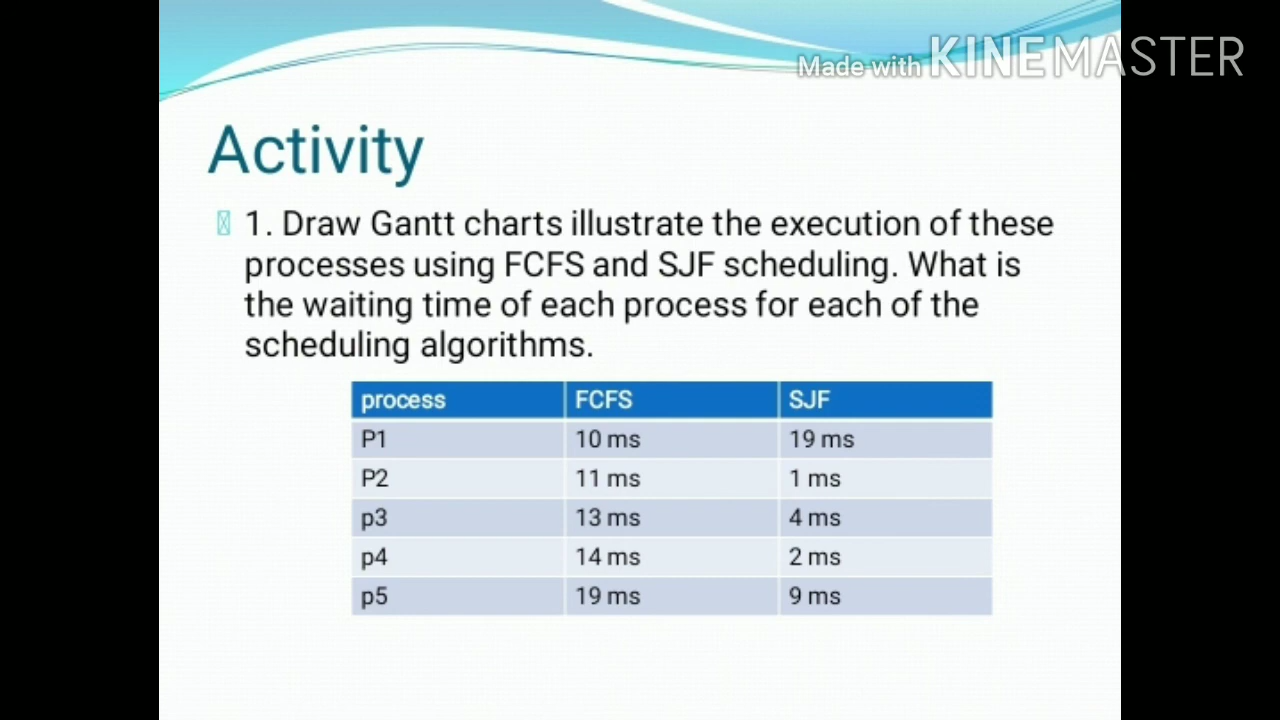 Made with KINEMASTER
Activity
1. Draw Gantt charts illustrate the execution of these
processes using FCFS and SJF scheduling. What is
the waiting time of each process for each of the
scheduling algorithms.
process FCFS SJF
P1 10 ms 19 ms
P2 11 ms 1 ms
p3 13 ms 4 ms
p4 14 ms 2 ms
p5 19 ms 9 ms